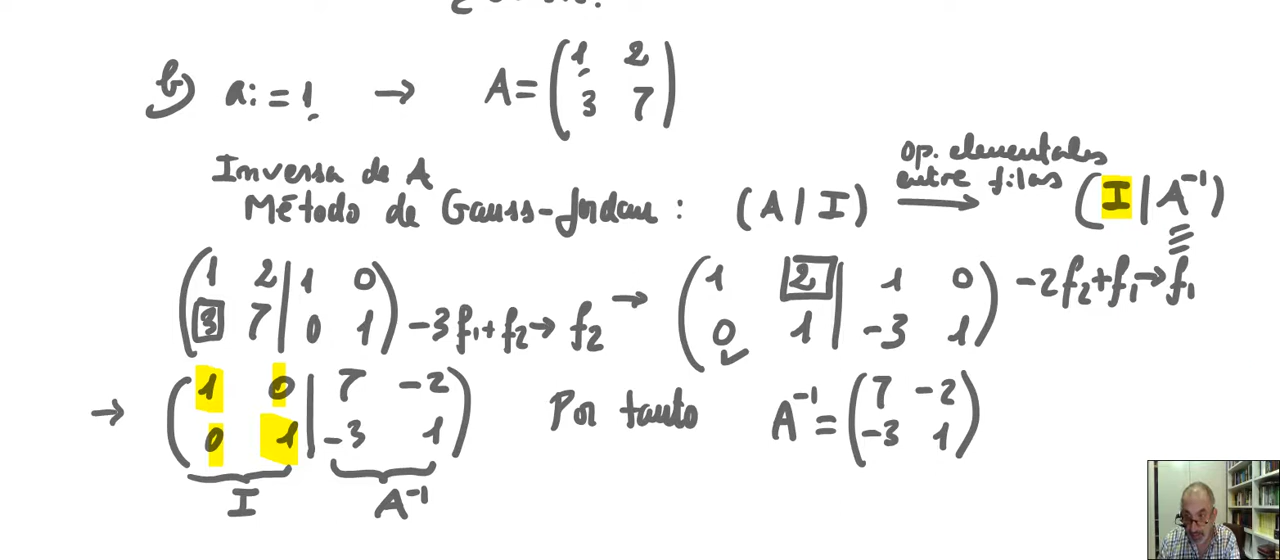 b) a := 1 → A = ( 1 2 / 3 7 )
Inversa de A
Método de Gauss-Jordan : ( A | I ) op. elementales entre filas → ( I | A⁻¹ )
( 1 2 | 1 0 / 3 7 | 0 1 ) -3f₁+f₂→f₂ → ( 1 2 | 1 0 / 0 1 | -3 1 ) -2f₂+f₁→f₁
→ ( 1 0 | 7 -2 / 0 1 | -3 1 ) Por tanto A⁻¹ = ( 7 -2 / -3 1 )
I A⁻¹